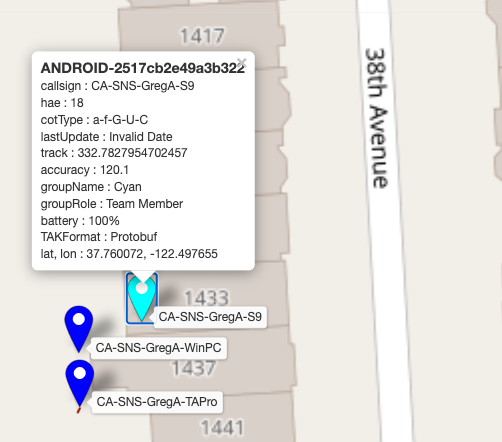 1417
38th Avenue
ANDROID-2517cb2e49a3b322
×
callsign : CA-SNS-GregA-S9
hae : 18
cotType : a-f-G-U-C
lastUpdate : Invalid Date
track : 332.7827954702457
accuracy : 120.1
groupName : Cyan
groupRole : Team Member
battery : 100%
TAKFormat : Protobuf
lat, lon : 37.760072, -122.497655
1433
CA-SNS-GregA-S9
CA-SNS-GregA-WinPC
1437
CA-SNS-GregA-TAPro
1441